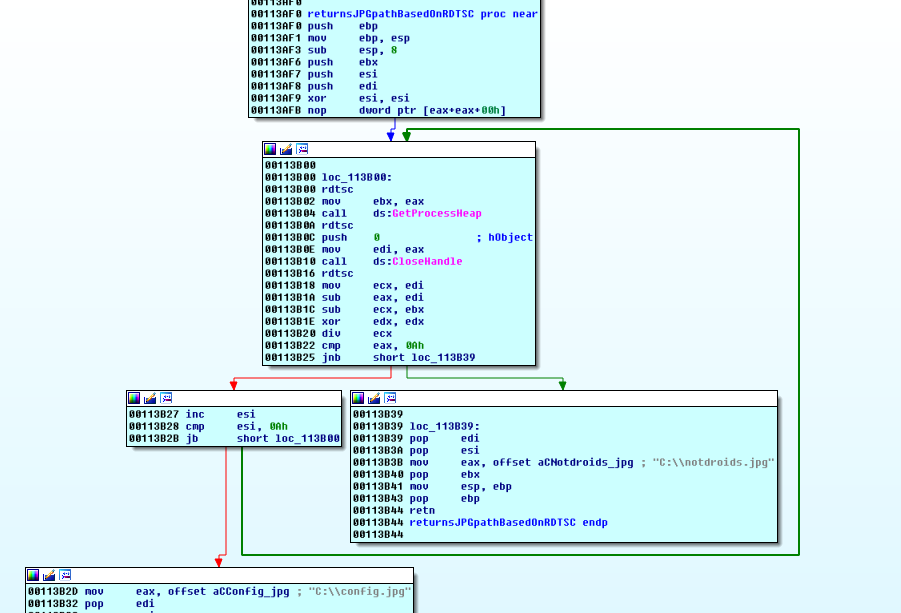 00113AF0
00113AF0 returnsJPGpathBasedOnRDTSC proc near
00113AF0 push    ebp
00113AF1 mov     ebp, esp
00113AF3 sub     esp, 8
00113AF6 push    ebx
00113AF7 push    esi
00113AF8 push    edi
00113AF9 xor     esi, esi
00113AFB nop     dword ptr [eax+eax+00h]
00113B00
00113B00 loc_113B00:
00113B00 rdtsc
00113B02 mov     ebx, eax
00113B04 call    ds:GetProcessHeap
00113B0A rdtsc
00113B0C push    0               ; hObject
00113B0E mov     edi, eax
00113B10 call    ds:CloseHandle
00113B16 rdtsc
00113B18 mov     ecx, edi
00113B1A sub     eax, edi
00113B1C sub     ecx, ebx
00113B1E xor     edx, edx
00113B20 div     ecx
00113B22 cmp     eax, 0Ah
00113B25 jnb     short loc_113B39
00113B27 inc     esi
00113B28 cmp     esi, 0Ah
00113B2B jb      short loc_113B00
00113B39
00113B39 loc_113B39:
00113B39 pop     edi
00113B3A pop     esi
00113B3B mov     eax, offset aCNotdroids_jpg ; "C:\\notdroids.jpg"
00113B40 pop     ebx
00113B41 mov     esp, ebp
00113B43 pop     ebp
00113B44 retn
00113B44 returnsJPGpathBasedOnRDTSC endp
00113B44
00113B2D mov     eax, offset aCConfig_jpg ; "C:\\config.jpg"
00113B32 pop     edi